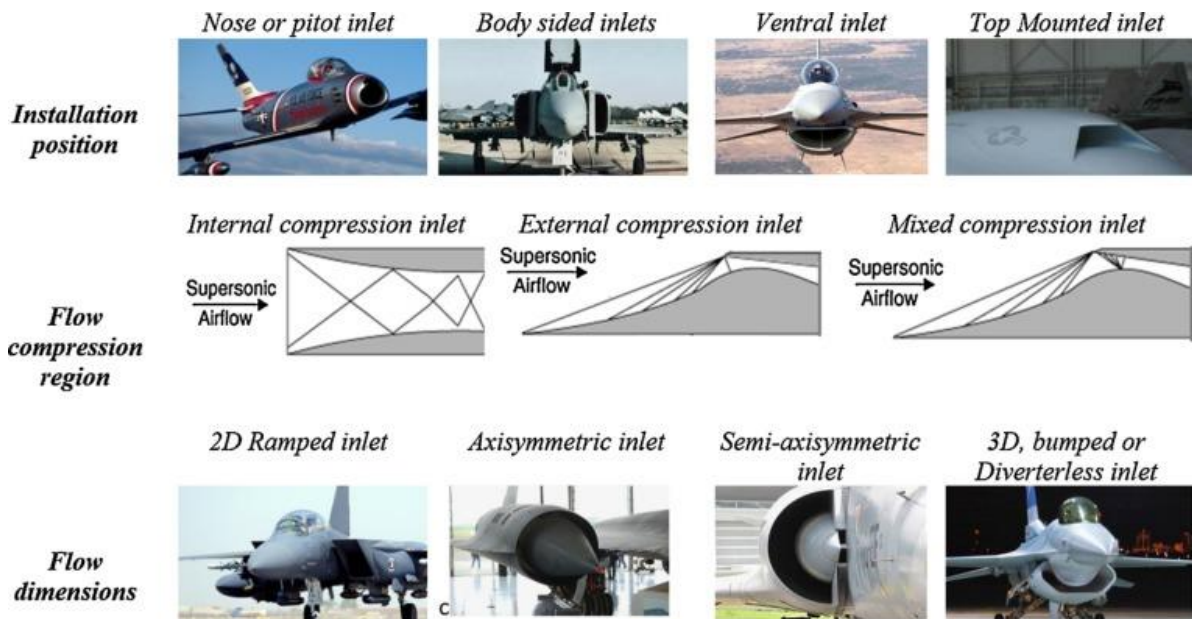 Nose or pitot inlet
Body sided inlets
Ventral inlet
Top Mounted inlet
Installation
position
Internal compression inlet
External compression inlet
Mixed compression inlet
Supersonic
Airflow
Supersonic
Airflow
Supersonic
Airflow
Flow
compression
region
2D Ramped inlet
Axisymmetric inlet
Semi-axisymmetric
inlet
3D, bumped or
Diverterless inlet
Flow
dimensions
C